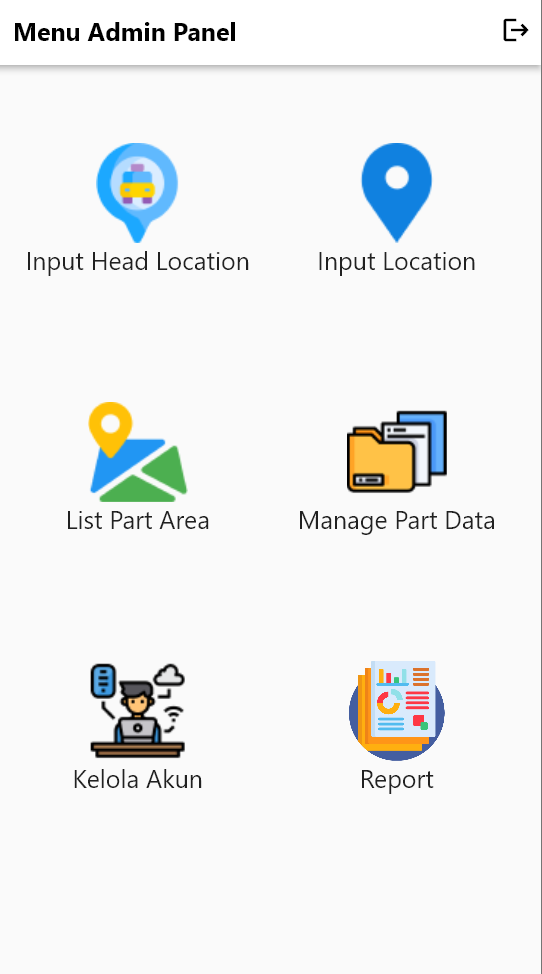 Menu Admin Panel
Input Head Location
Input Location
List Part Area
Manage Part Data
Kelola Akun
Report